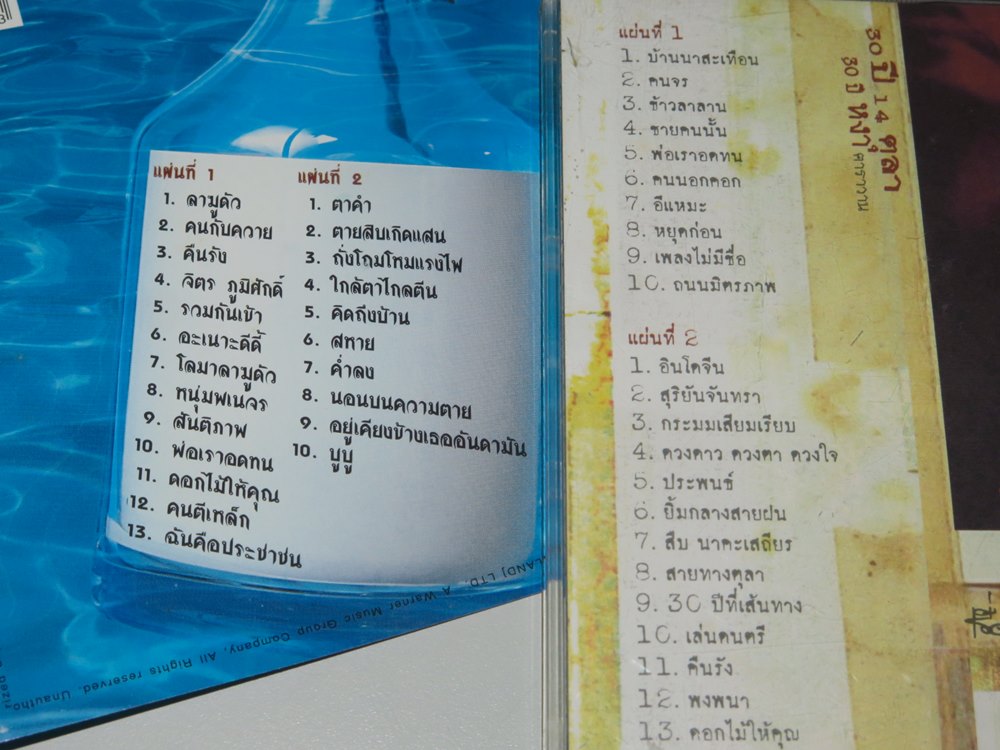 แผ่นที่ 1
1. ลามูดัว
2. คนกับควาย
3. คืนรัง
4. จิตร ภูมิศักดิ์
5. รวมกันเข้า
6. อะเนาะดีดี้
7. โลมาลามูดัว
8. หนุ่มพเนจร
9. สันติภาพ
10. พ่อเราอดทน
11. ดอกไม้ให้คุณ
12. คนตีเหล็ก
13. ฉันคือประชาชน
แผ่นที่ 2
1. ตาคำ
2. ตายสิบเกิดแสน
3. ถั่งโถมโหมแรงไฟ
4. ใกล้ตาไกลตีน
5. คิดถึงบ้าน
6. สหาย
7. ค่ำลง
8. นอนบนความตาย
9. อยู่เคียงข้างเธออันดามัน
10. บูบู
LAND) LTD. A Warner Music Group Company. All Rights reserved. Unautho
แผ่นที่ 1
1. บ้านนาสะเทือน
2. คนจร
3. ข้าวลาลาน
4. ชายคนนั้น
5. พ่อเราอดทน
6. คนนอกคอก
7. อีแหมะ
8. หยุดก่อน
9. เพลงไม่มีชื่อ
10. ถนนมิตรภาพ
แผ่นที่ 2
1. อินโดจีน
2. สุริยันจันทรา
3. กระมมเสียมเรียบ
4. ดวงดาว ดวงตา ดวงใจ
5. ประพนธ์
6. ยิ้มกลางสายฝน
7. สืบ นาคะเสถียร
8. สายทางตุลา
9. 30 ปีที่เส้นทาง
10. เล่นดนตรี
11. คืนรัง
12. พงพนา
13. ดอกไม้ให้คุณ
30 ปี 14 ตุลา
30 ปี หงา คาราวาน